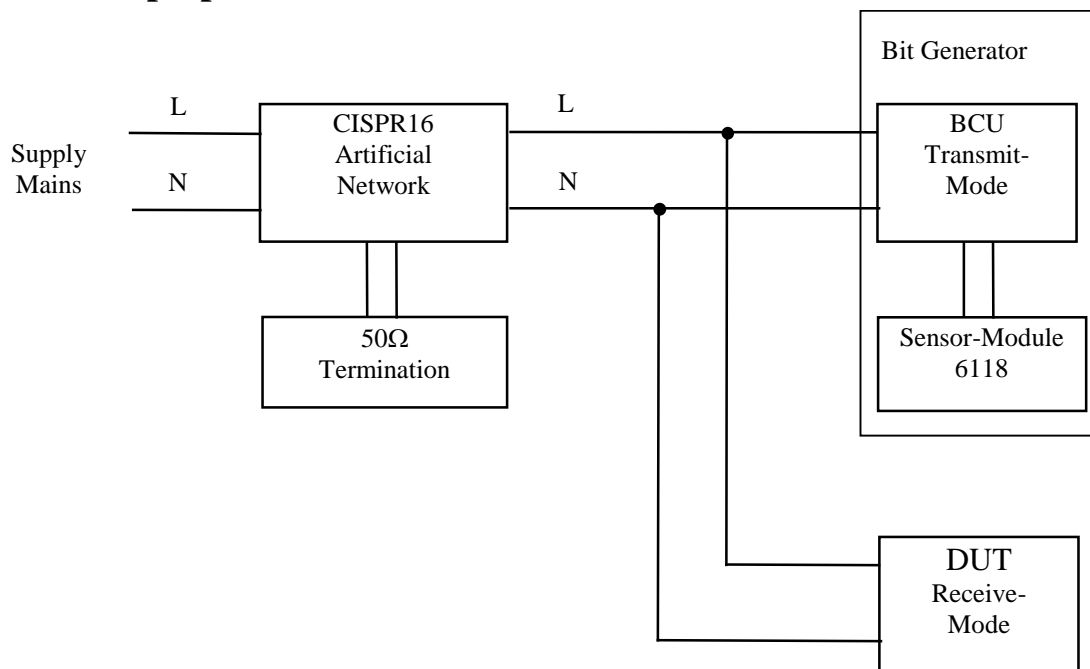 Bit Generator
L
L
Supply
Mains
N
N
CISPR16
Artificial
Network
BCU
Transmit-
Mode
50Ω
Termination
Sensor-Module
6118
DUT
Receive-
Mode